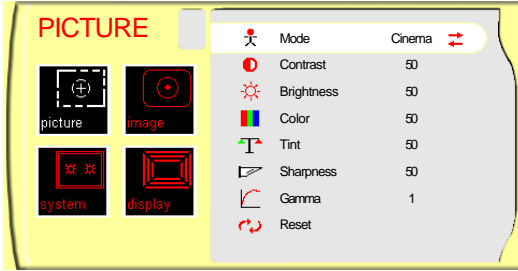 PICTURE
picture
image
system
display
Mode Cinema
Contrast 50
Brightness 50
Color 50
Tint 50
Sharpness 50
Gamma 1
Reset